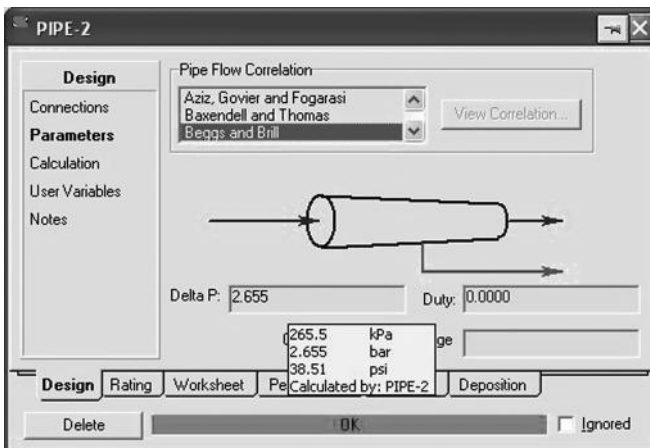 PIPE-2
Design
Connections
Parameters
Calculation
User Variables
Notes
Pipe Flow Correlation
Aziz, Govier and Fogarasi
Baxendell and Thomas
Beggs and Brill
View Correlation...
Delta P: 2.655
Duty: 0.0000
265.5 kPa
2.655 bar
38.51 psi
Calculated by: PIPE-2
Design Rating Worksheet Deposition
Delete OK Ignored